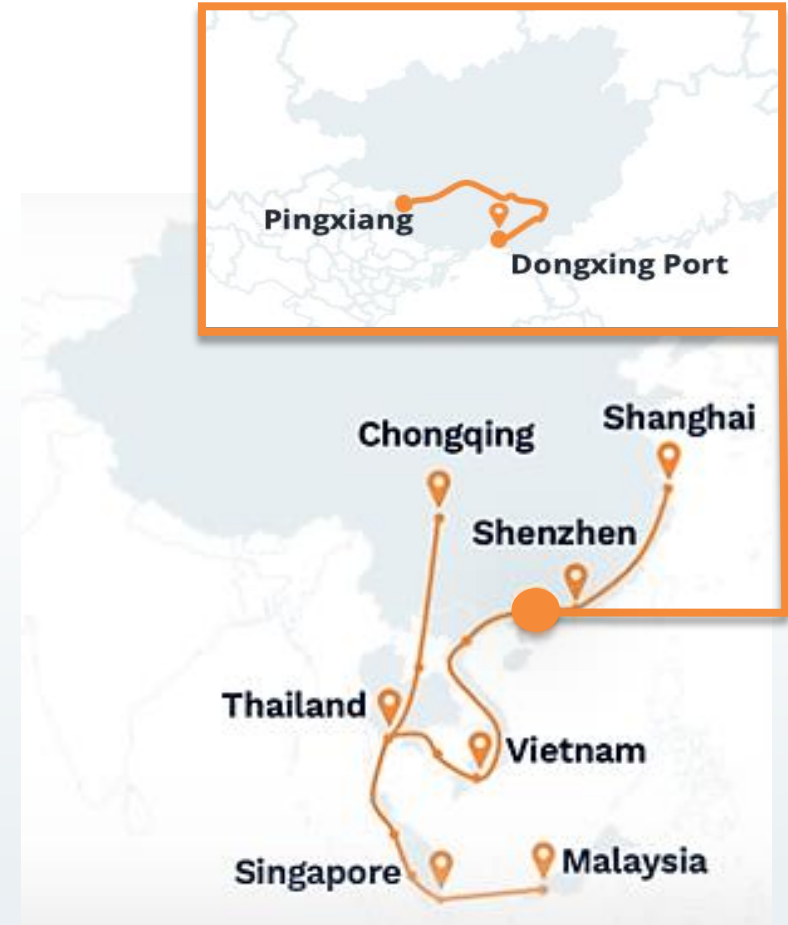 Pingxiang
Dongxing Port
Shanghai
Chongqing
Shenzhen
Thailand
Vietnam
Singapore
Malaysia